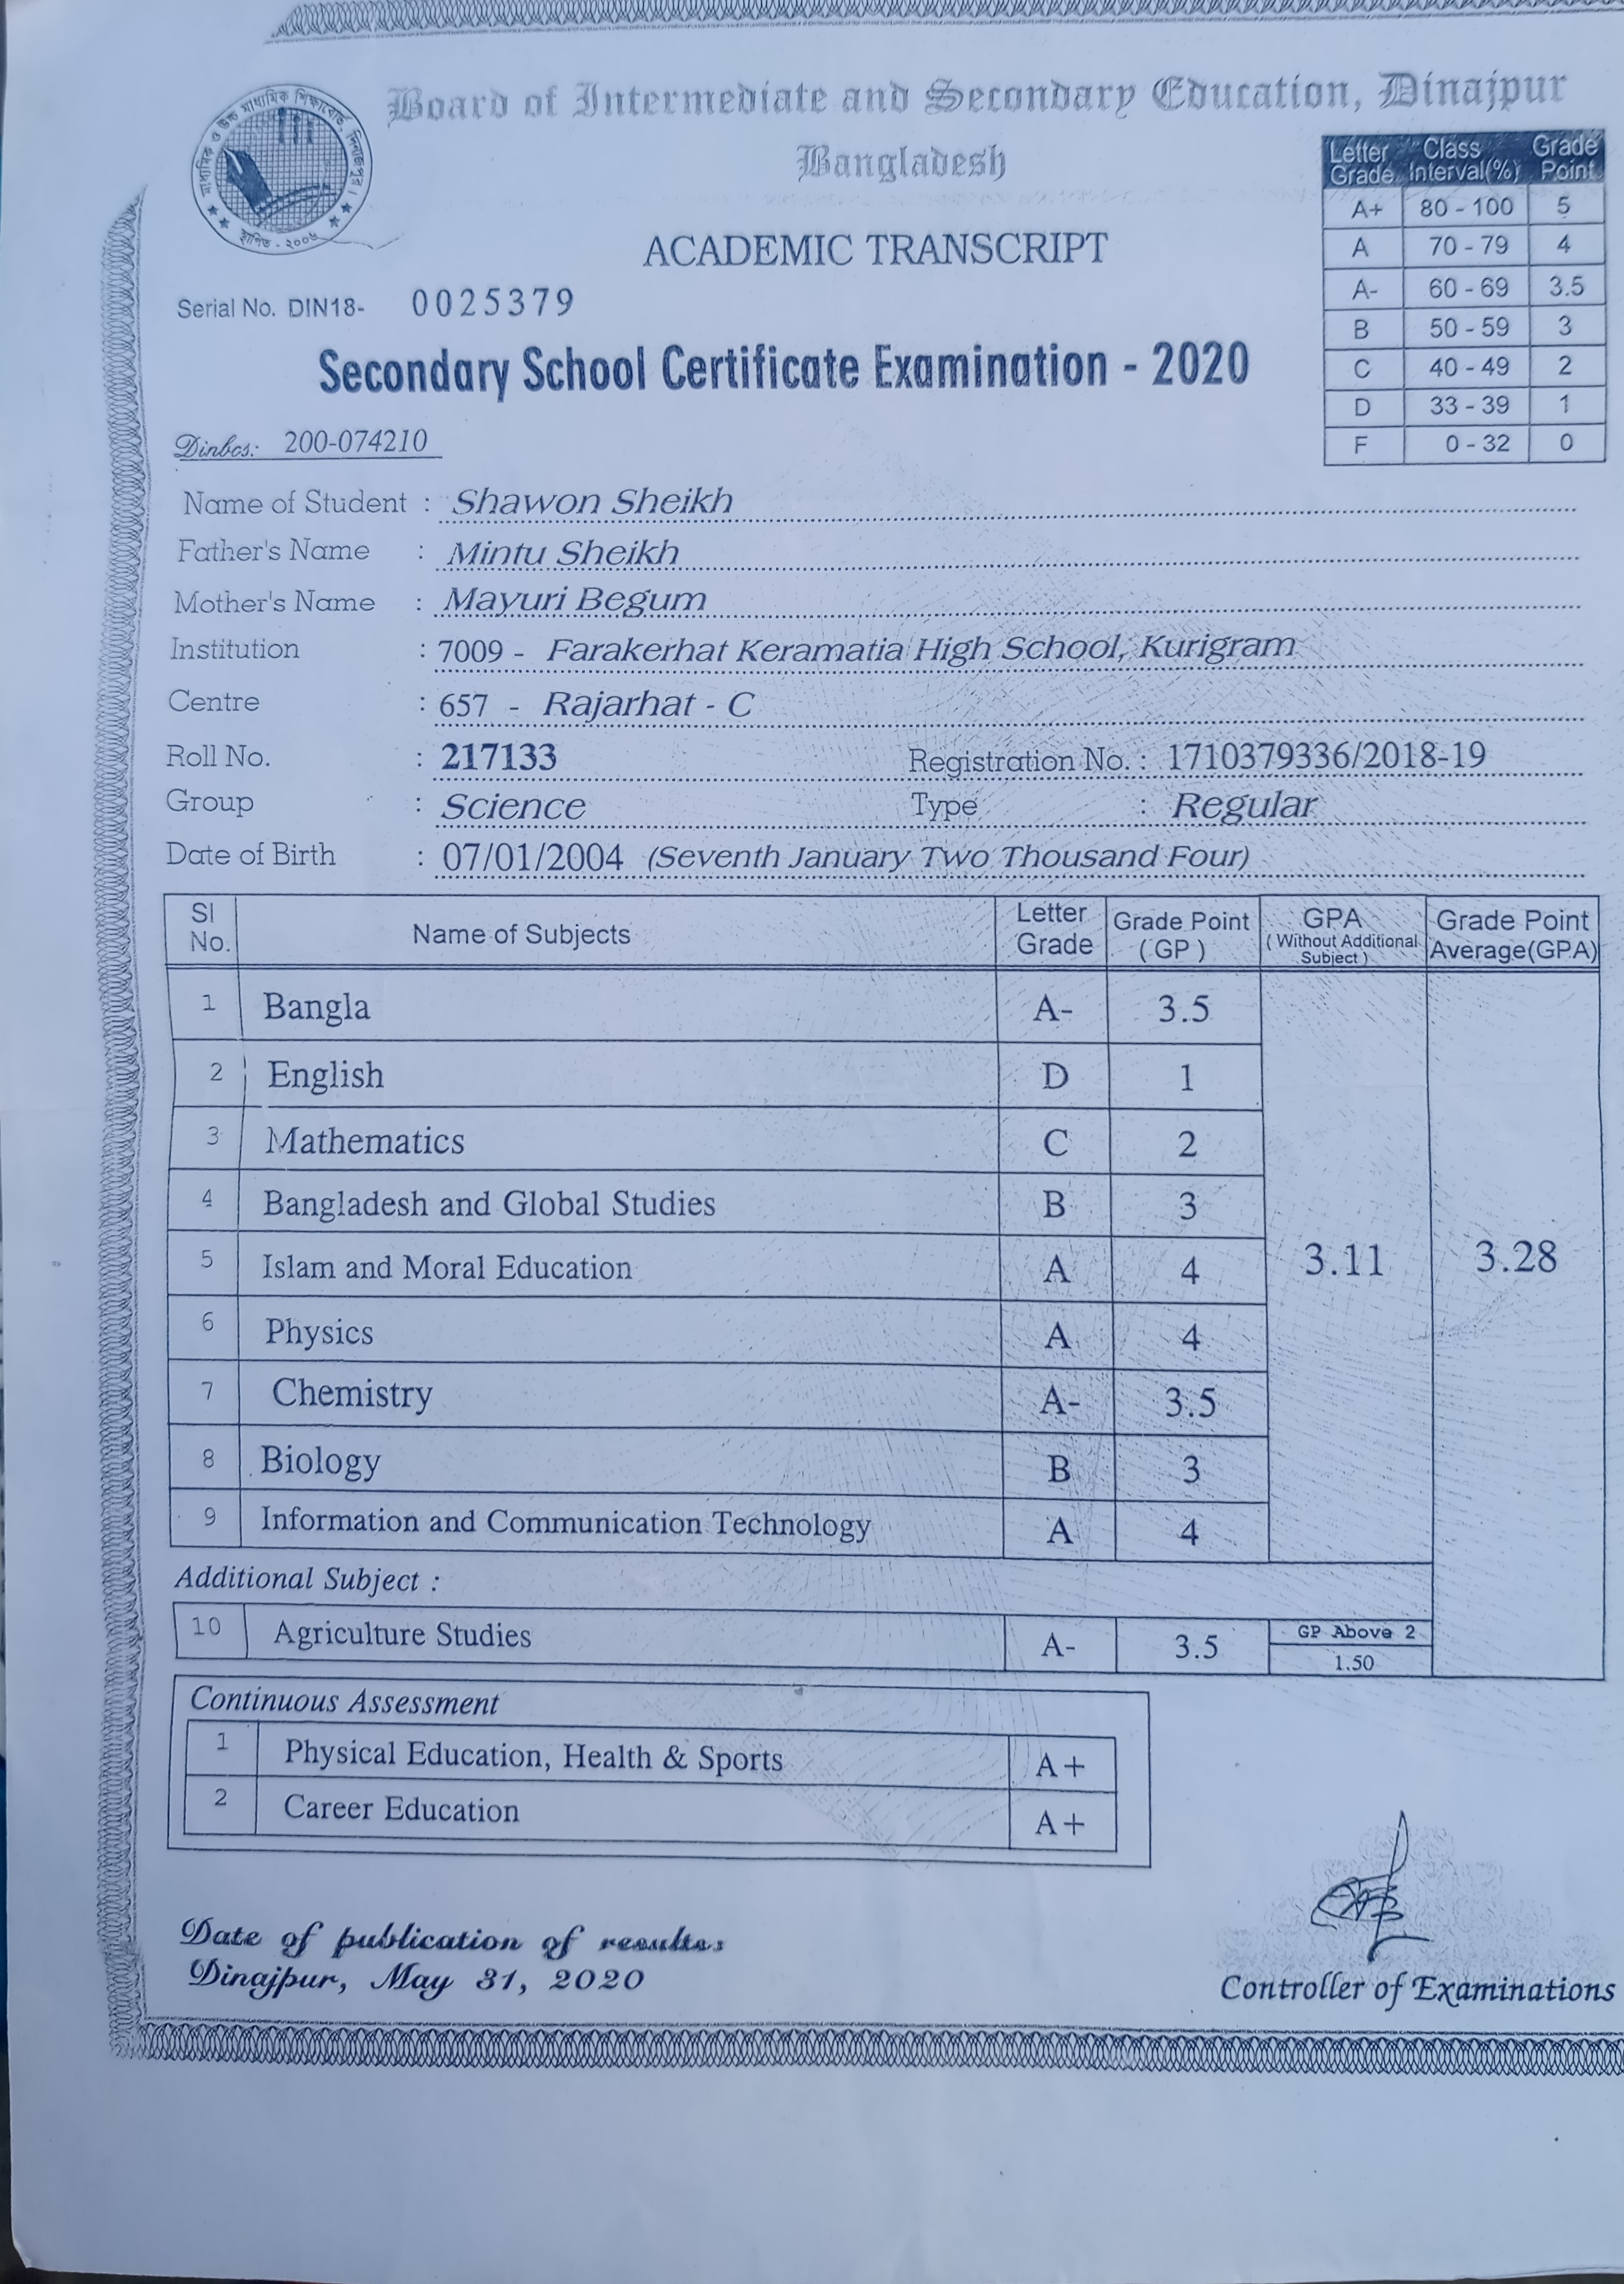 মাধ্যমিক ও উচ্চ মাধ্যমিক শিক্ষাবোর্ড, দিনাজপুর।
স্থাপিত - ২০০৬
Board of Intermediate and Secondary Education, Dinajpur
Bangladesh
ACADEMIC TRANSCRIPT
Letter Grade Class Interval(%) Grade Point
A+ 80 - 100 5
A 70 - 79 4
A- 60 - 69 3.5
B 50 - 59 3
C 40 - 49 2
D 33 - 39 1
F 0 - 32 0
Serial No. DIN18- 0025379
Secondary School Certificate Examination - 2020
Dinbcs: 200-074210
Name of Student : Shawon Sheikh
Father's Name : Mintu Sheikh
Mother's Name : Mayuri Begum
Institution : 7009 - Farakerhat Keramatia High School, Kurigram
Centre : 657 - Rajarhat - C
Roll No. : 217133 Registration No. : 1710379336/2018-19
Group : Science Type : Regular
Date of Birth : 07/01/2004 (Seventh January Two Thousand Four)
Sl No. Name of Subjects Letter Grade Grade Point (GP) GPA (Without Additional Subject) Grade Point Average(GPA)
1 Bangla A- 3.5
2 English D 1
3 Mathematics C 2
4 Bangladesh and Global Studies B 3
5 Islam and Moral Education A 4 3.11 3.28
6 Physics A 4
7 Chemistry A- 3.5
8 Biology B 3
9 Information and Communication Technology A 4
Additional Subject :
10 Agriculture Studies A- 3.5 GP Above 2
1.50
Continuous Assessment
1 Physical Education, Health & Sports A+
2 Career Education A+
Date of publication of results:
Dinajpur, May 31, 2020
Controller of Examinations